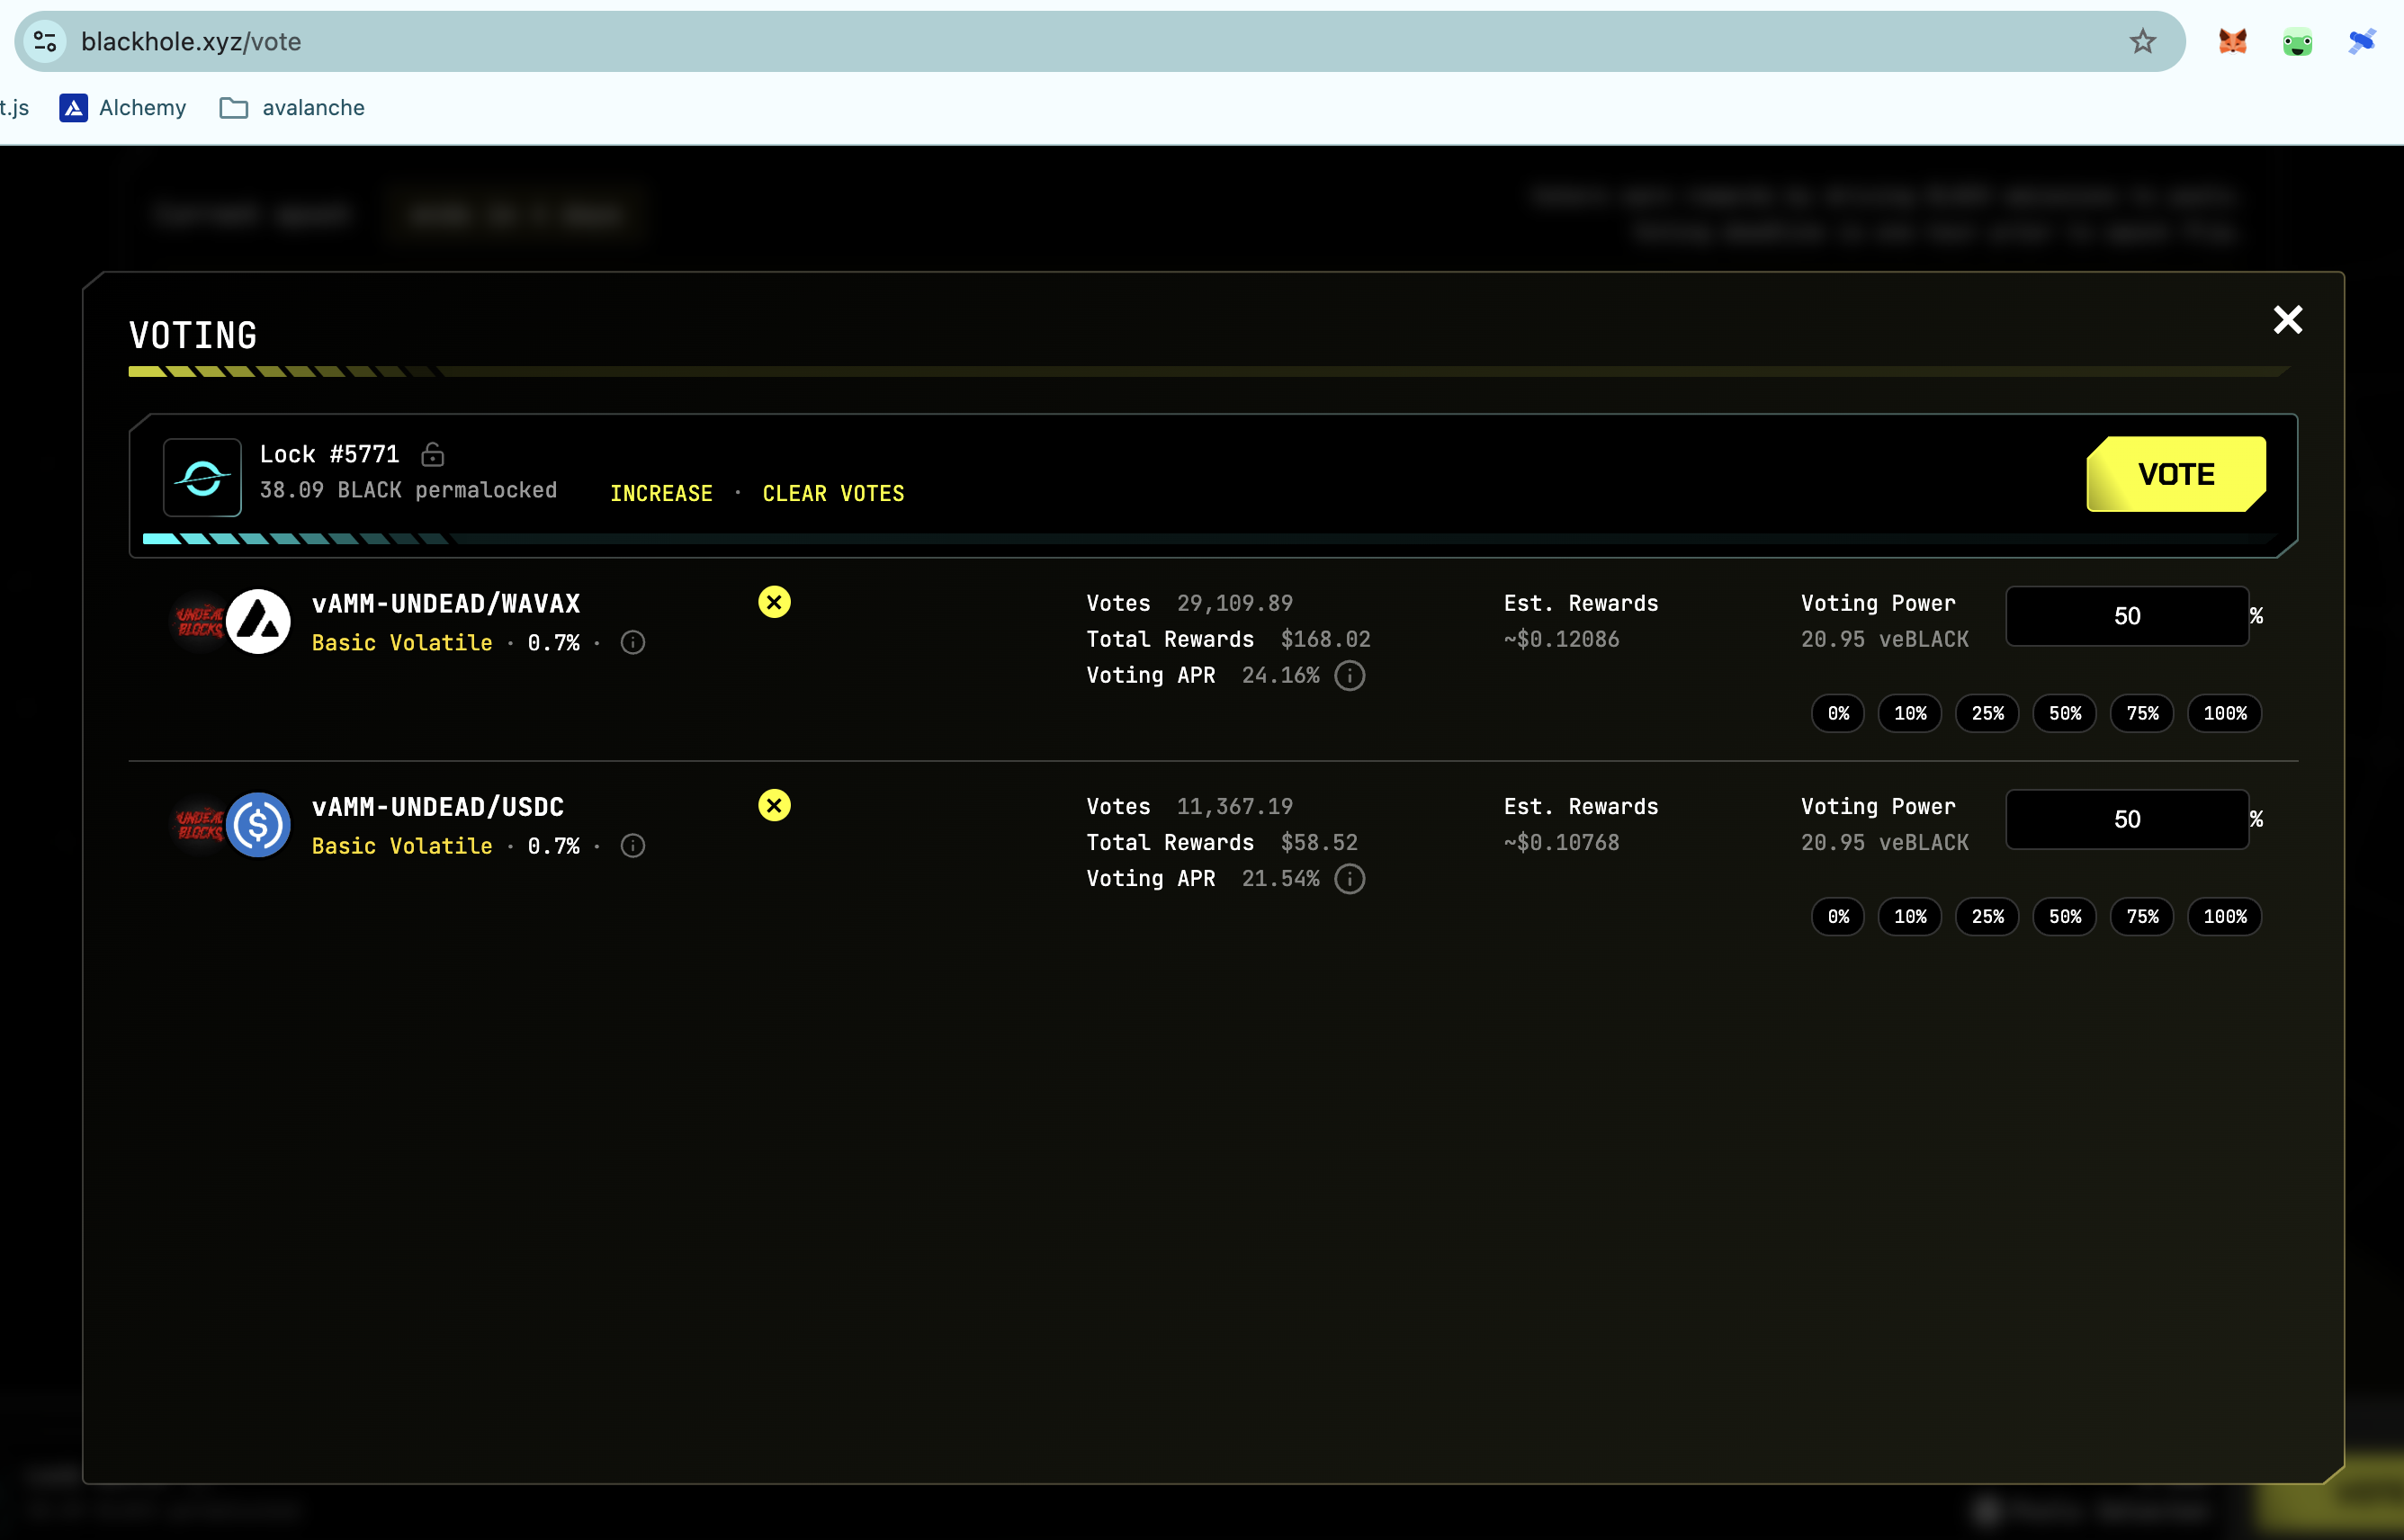 blackhole.xyz/vote
t.js Alchemy avalanche
VOTING
Lock #5771
38.09 BLACK permalocked INCREASE · CLEAR VOTES
VOTE
vAMM-UNDEAD/WAVAX
Basic Volatile · 0.7% ·
Votes 29,109.89
Total Rewards $168.02
Voting APR 24.16%
Est. Rewards
~$0.12086
Voting Power
20.95 veBLACK
50 %
0% 10% 25% 50% 75% 100%
UNDEAD
BLOCKS
vAMM-UNDEAD/USDC
Basic Volatile · 0.7% ·
Votes 11,367.19
Total Rewards $58.52
Voting APR 21.54%
Est. Rewards
~$0.10768
Voting Power
20.95 veBLACK
50 %
0% 10% 25% 50% 75% 100%
UNDEAD
BLOCKS